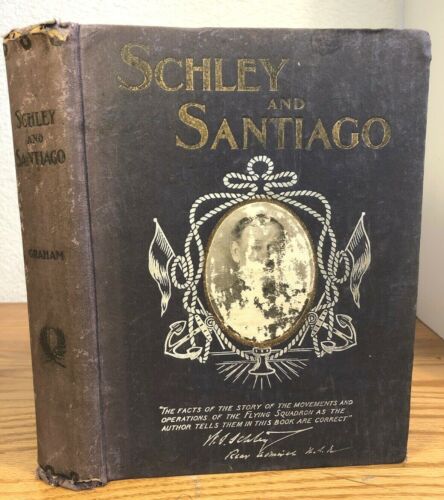 SCHLEY
AND
SANTIAGO
GRAHAM
SCHLEY
AND
SANTIAGO
"THE FACTS OF THE STORY OF THE MOVEMENTS AND
OPERATIONS OF THE FLYING SQUADRON AS THE
AUTHOR TELLS THEM IN THIS BOOK ARE CORRECT"
W. S. Schley
Rear Admiral U.S.N.